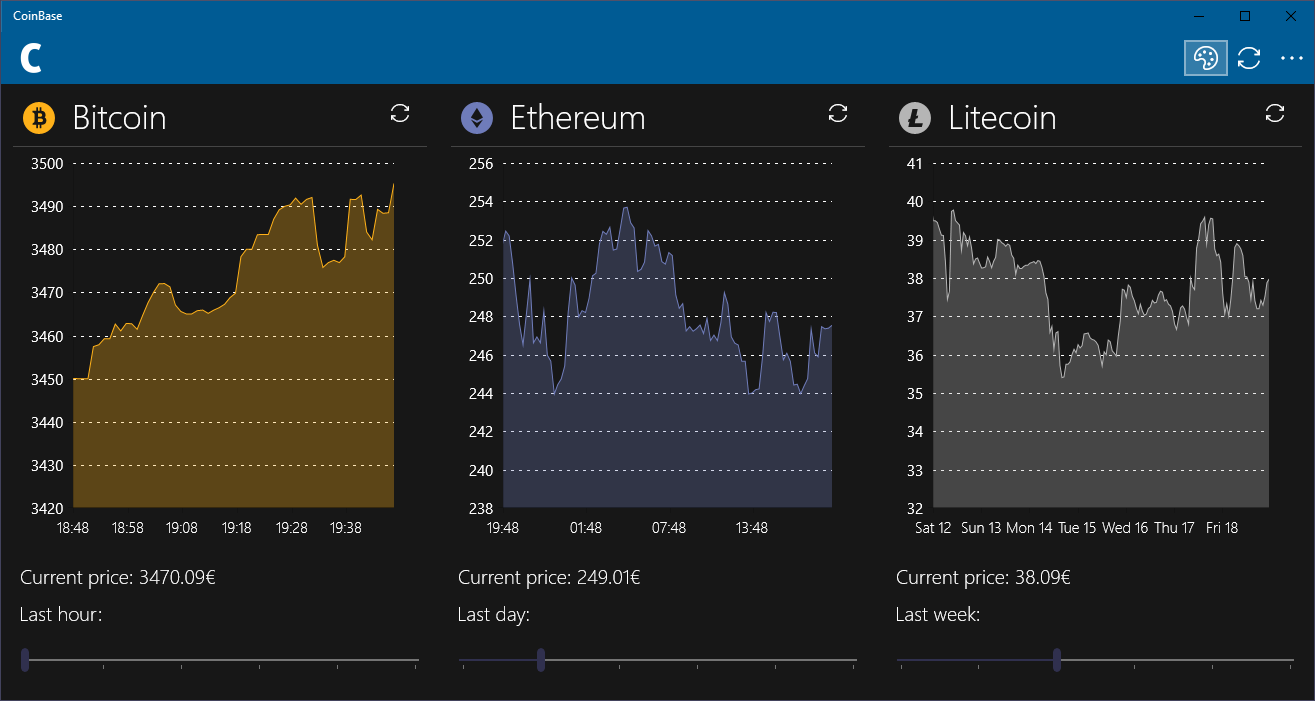 CoinBase
C
Bitcoin
3500
3490
3480
3470
3460
3450
3440
3430
3420
18:48 18:58 19:08 19:18 19:28 19:38
Current price: 3470.09€
Last hour:
Ethereum
256
254
252
250
248
246
244
242
240
238
19:48 01:48 07:48 13:48
Current price: 249.01€
Last day:
Litecoin
41
40
39
38
37
36
35
34
33
32
Sat 12 Sun 13 Mon 14 Tue 15 Wed 16 Thu 17 Fri 18
Current price: 38.09€
Last week: